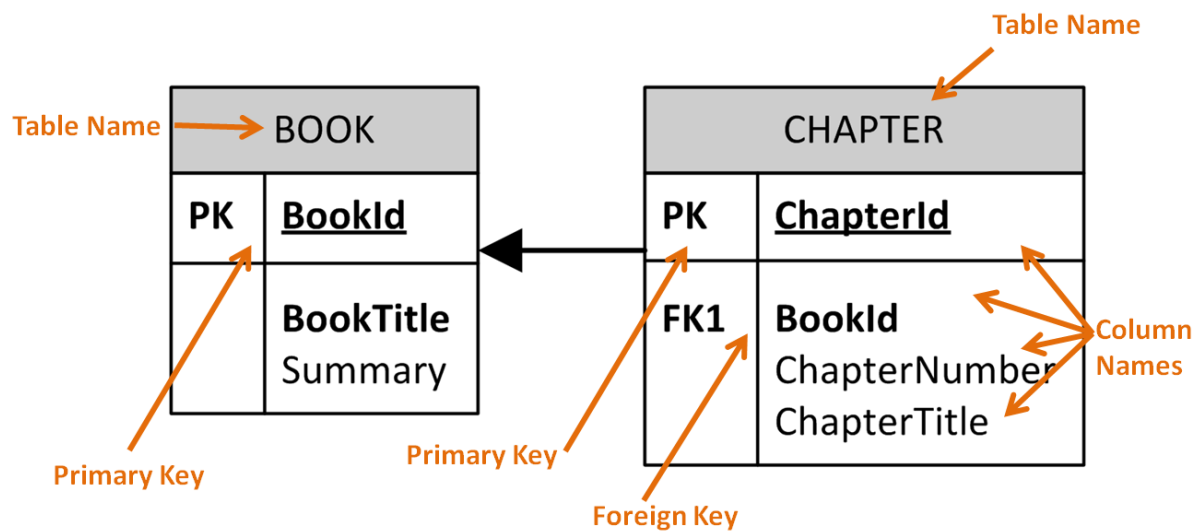 Table Name
Table Name
BOOK
CHAPTER
PK BookId
PK ChapterId
BookTitle
Summary
FK1 BookId
ChapterNumber
ChapterTitle
Column
Names
Primary Key
Primary Key
Foreign Key